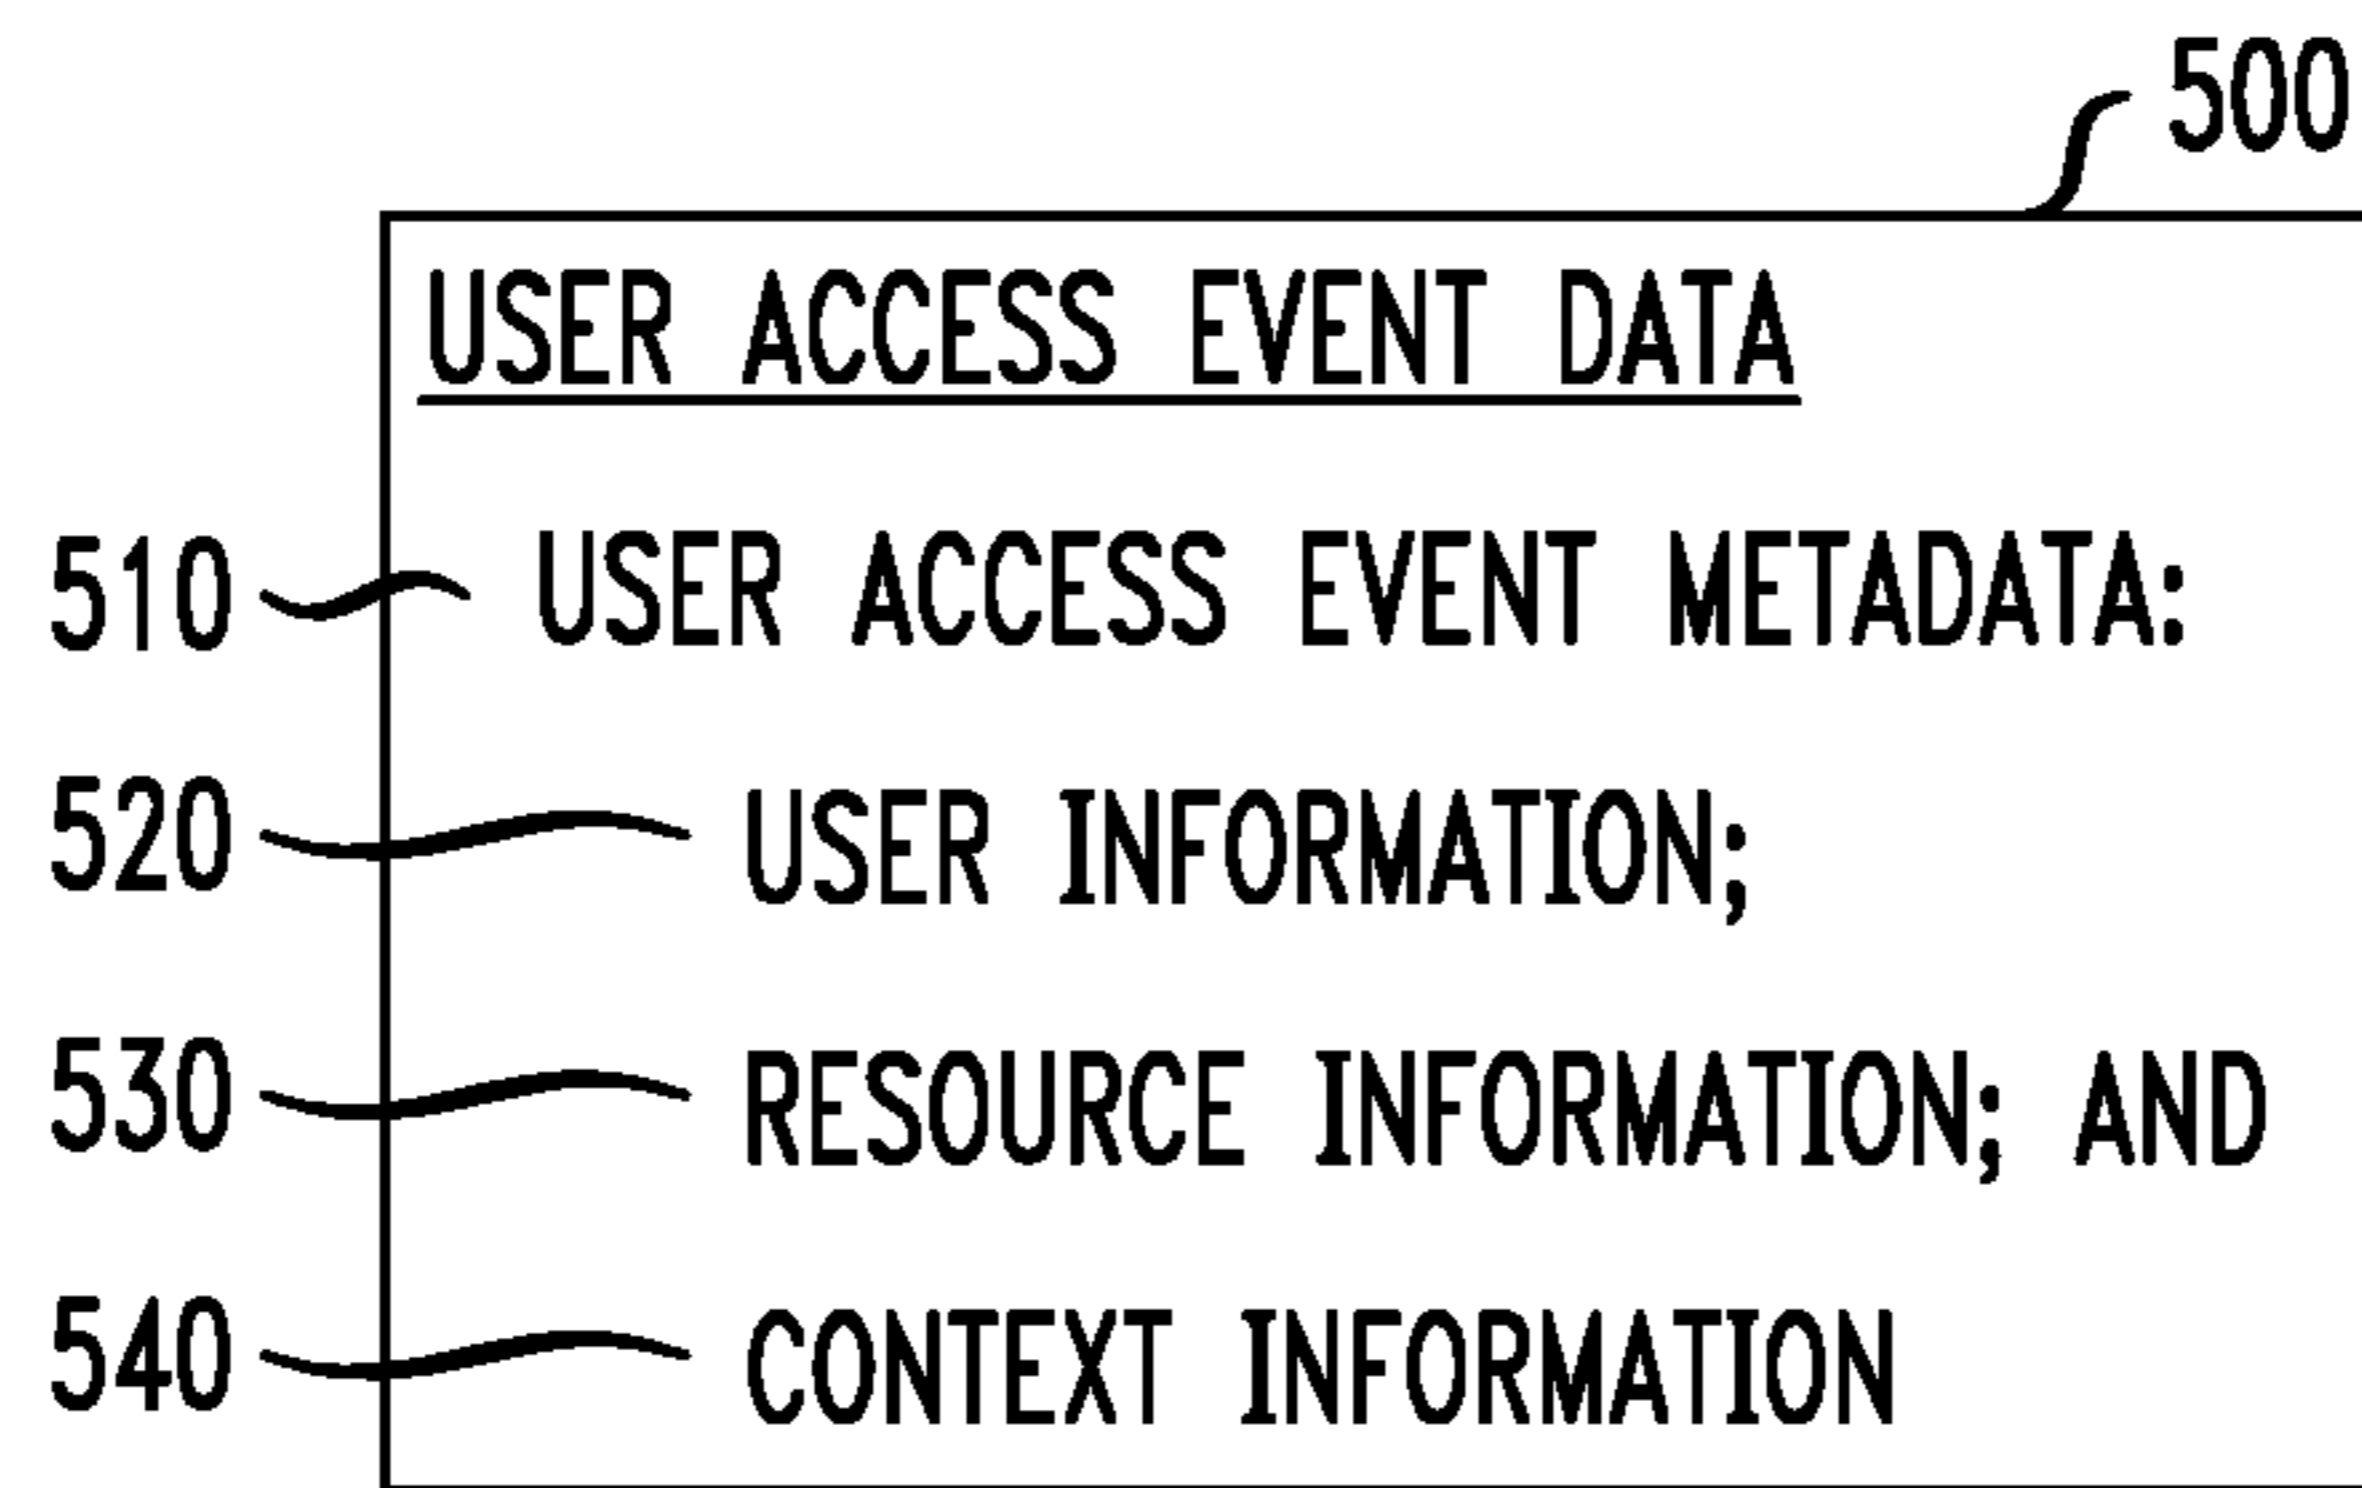 500
USER ACCESS EVENT DATA
510 USER ACCESS EVENT METADATA:
520 USER INFORMATION;
530 RESOURCE INFORMATION; AND
540 CONTEXT INFORMATION